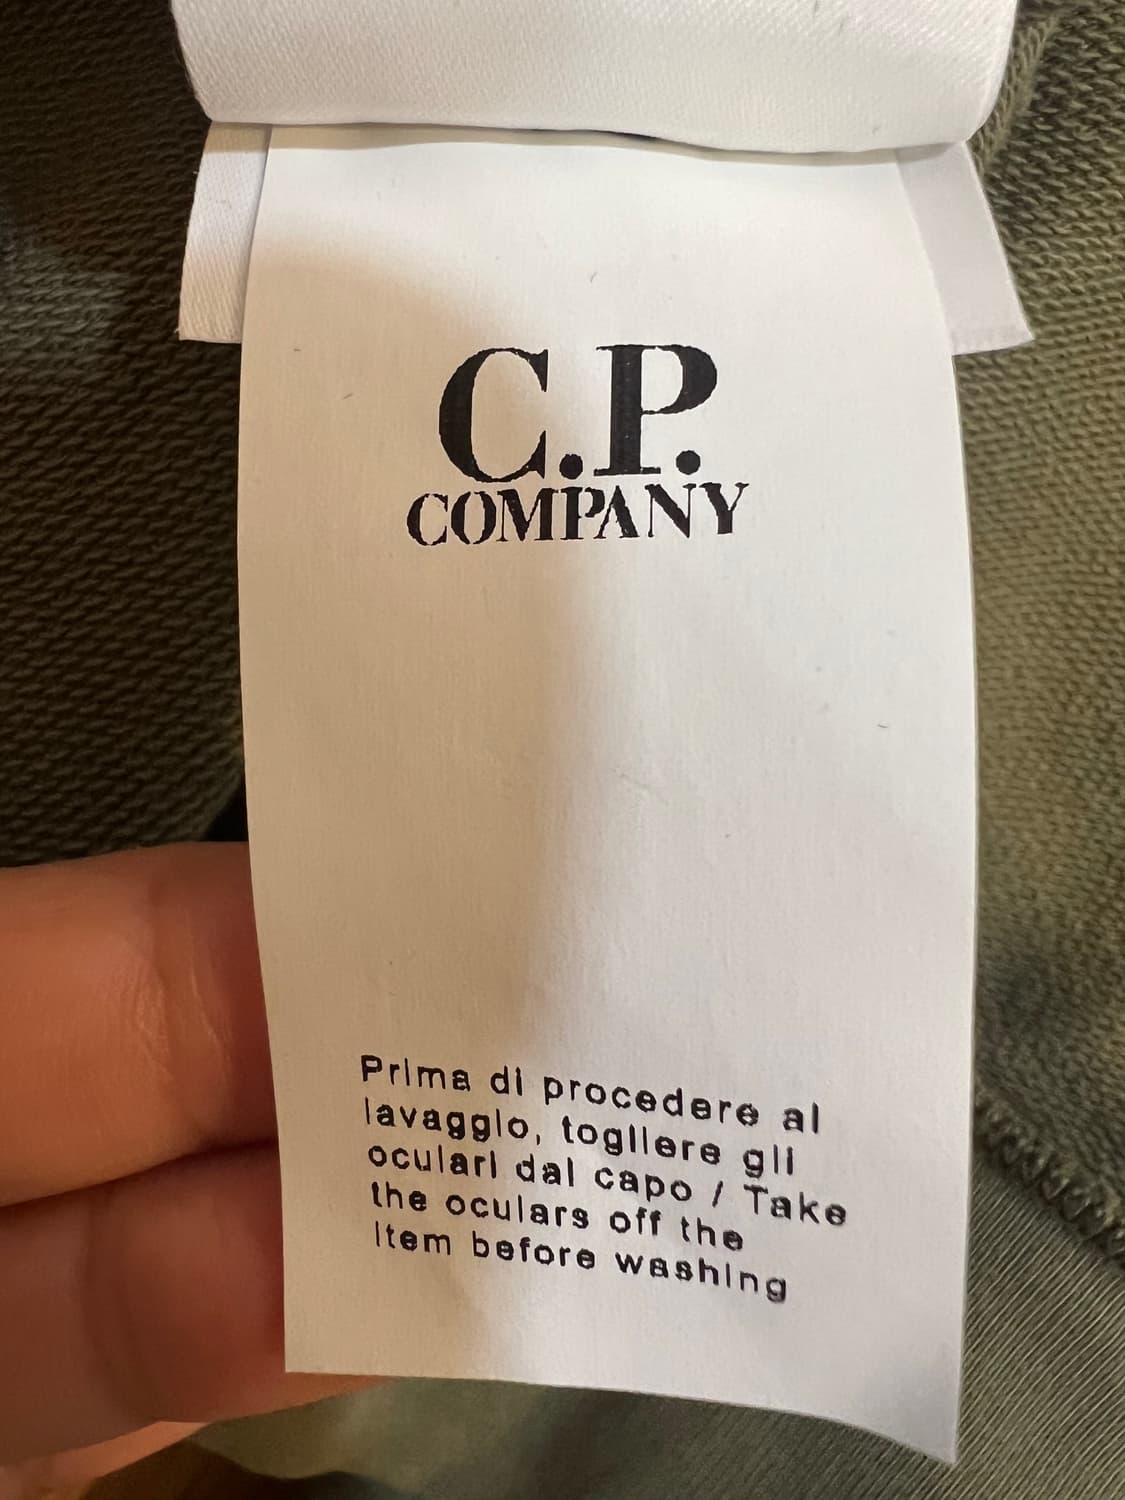 C.P.
COMPANY
Prima di procedere al
lavaggio, togliere gli
oculari dal capo / Take
the oculars off the
item before washing